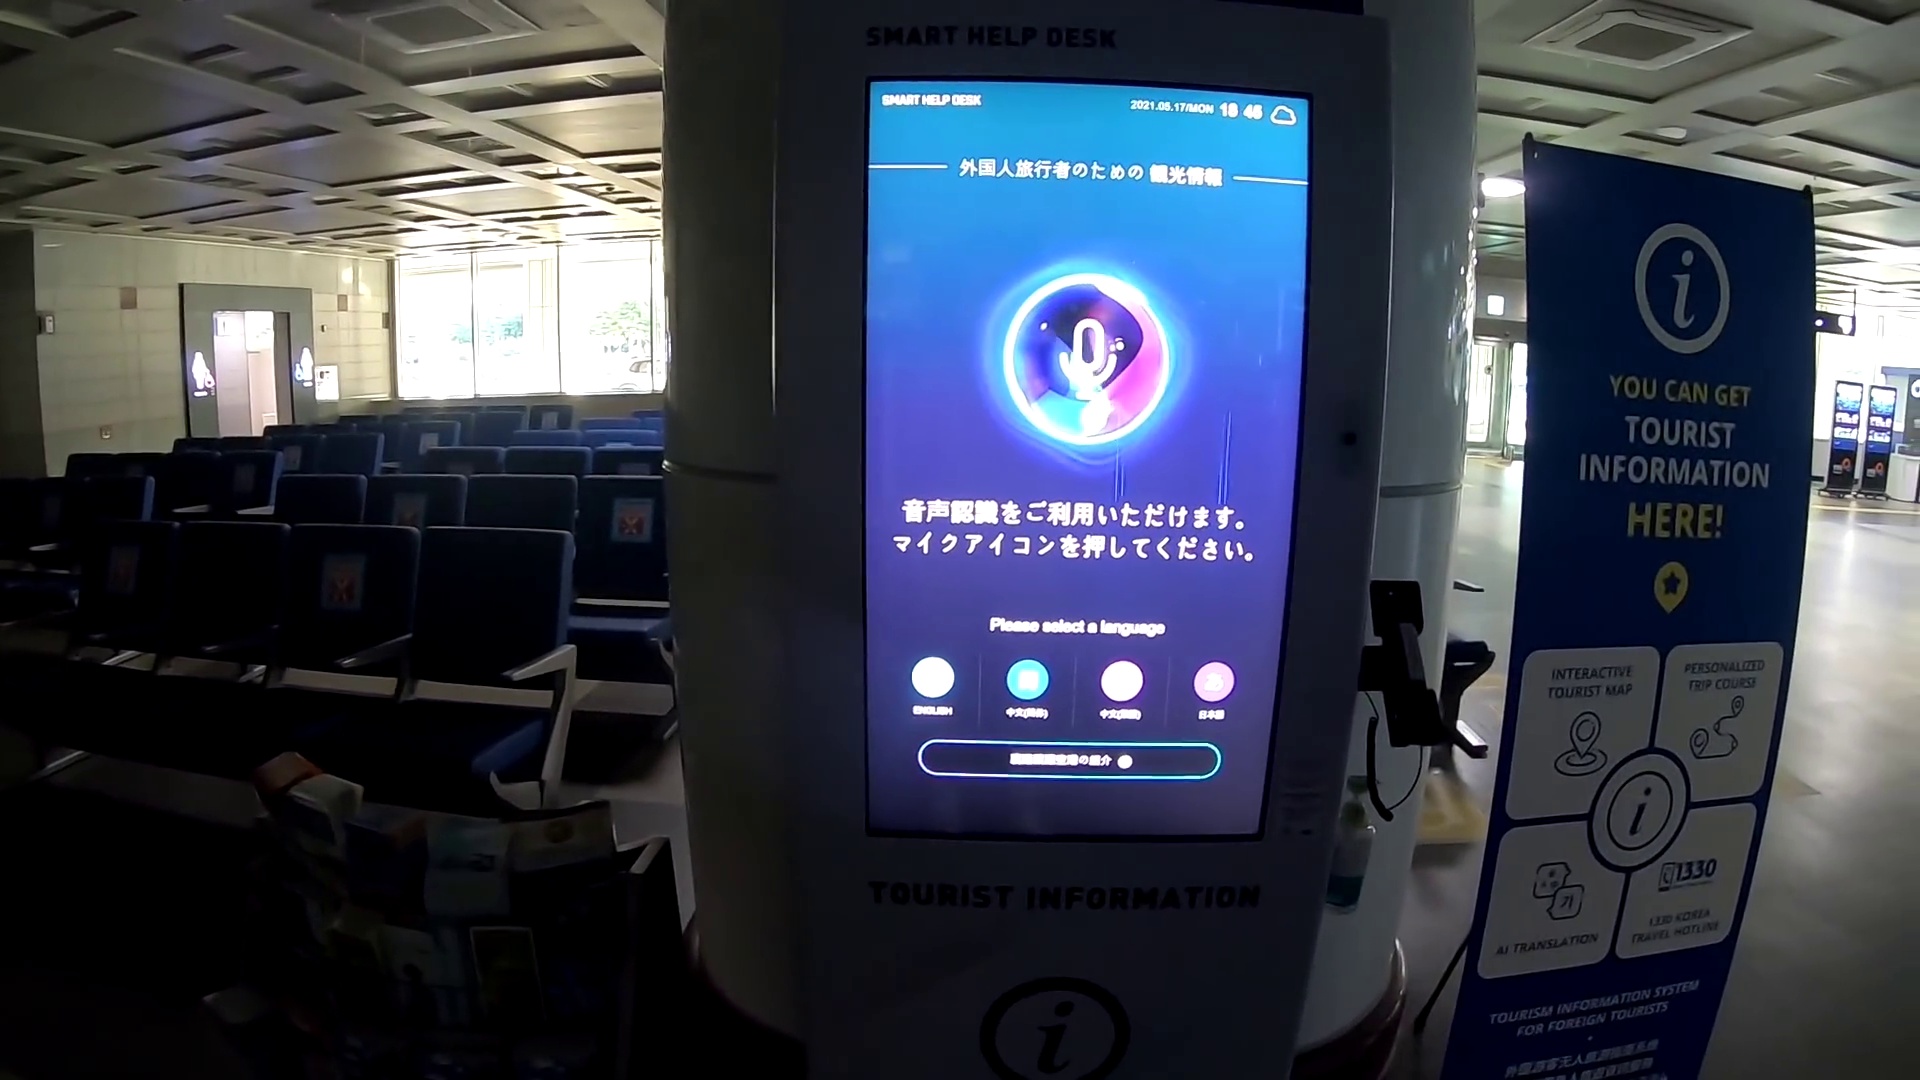 SMART HELP DESK
SMART HELP DESK
2021.05.17/MON
外国人旅行者のための 観光情報
音声認識をご利用いただけます。
マイクアイコンを押してください。
Please select a language
ENGLISH
中文(简体)
中文(繁體)
日本語
の紹介
TOURIST INFORMATION
i
i
YOU CAN GET
TOURIST
INFORMATION
HERE!
INTERACTIVE
TOURIST MAP
PERSONALIZED
TRIP COURSE
i
AI TRANSLATION
1330
1330 KOREA
TRAVEL HOTLINE
TOURISM INFORMATION SYSTEM
FOR FOREIGN TOURISTS